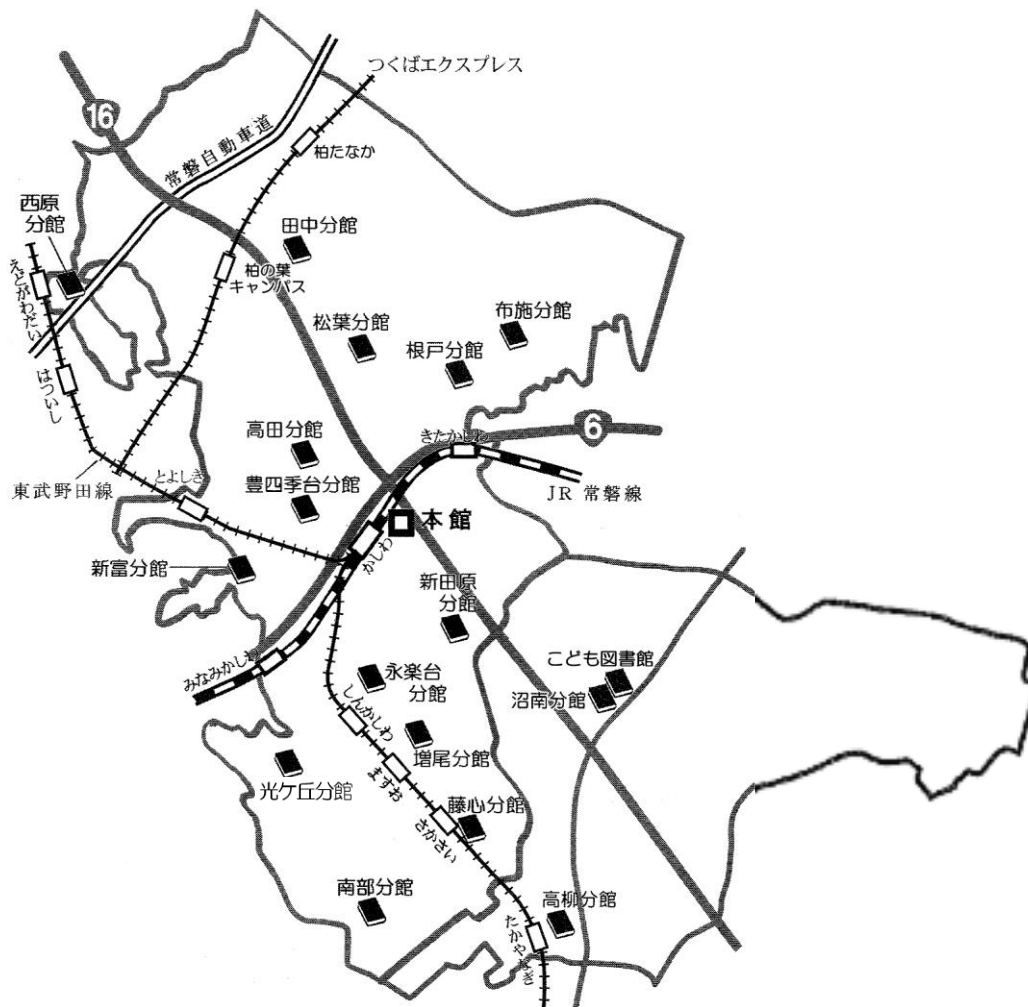 つくばエクスプレス
16
常磐自動車道
柏たなか
西原
分館
田中分館
えどがわだい
柏の葉
キャンパス
松葉分館
布施分館
根戸分館
はついし
高田分館
きたかしわ
6
東武野田線
とよしき
豊四季台分館
JR 常磐線
本館
かしわ
新富分館
新田原
分館
みなみかしわ
永楽台
分館
こども図書館
沼南分館
しんかしわ
増尾分館
光ケ丘分館
ますお
藤心分館
さかさい
南部分館
高柳分館
たかやなぎ